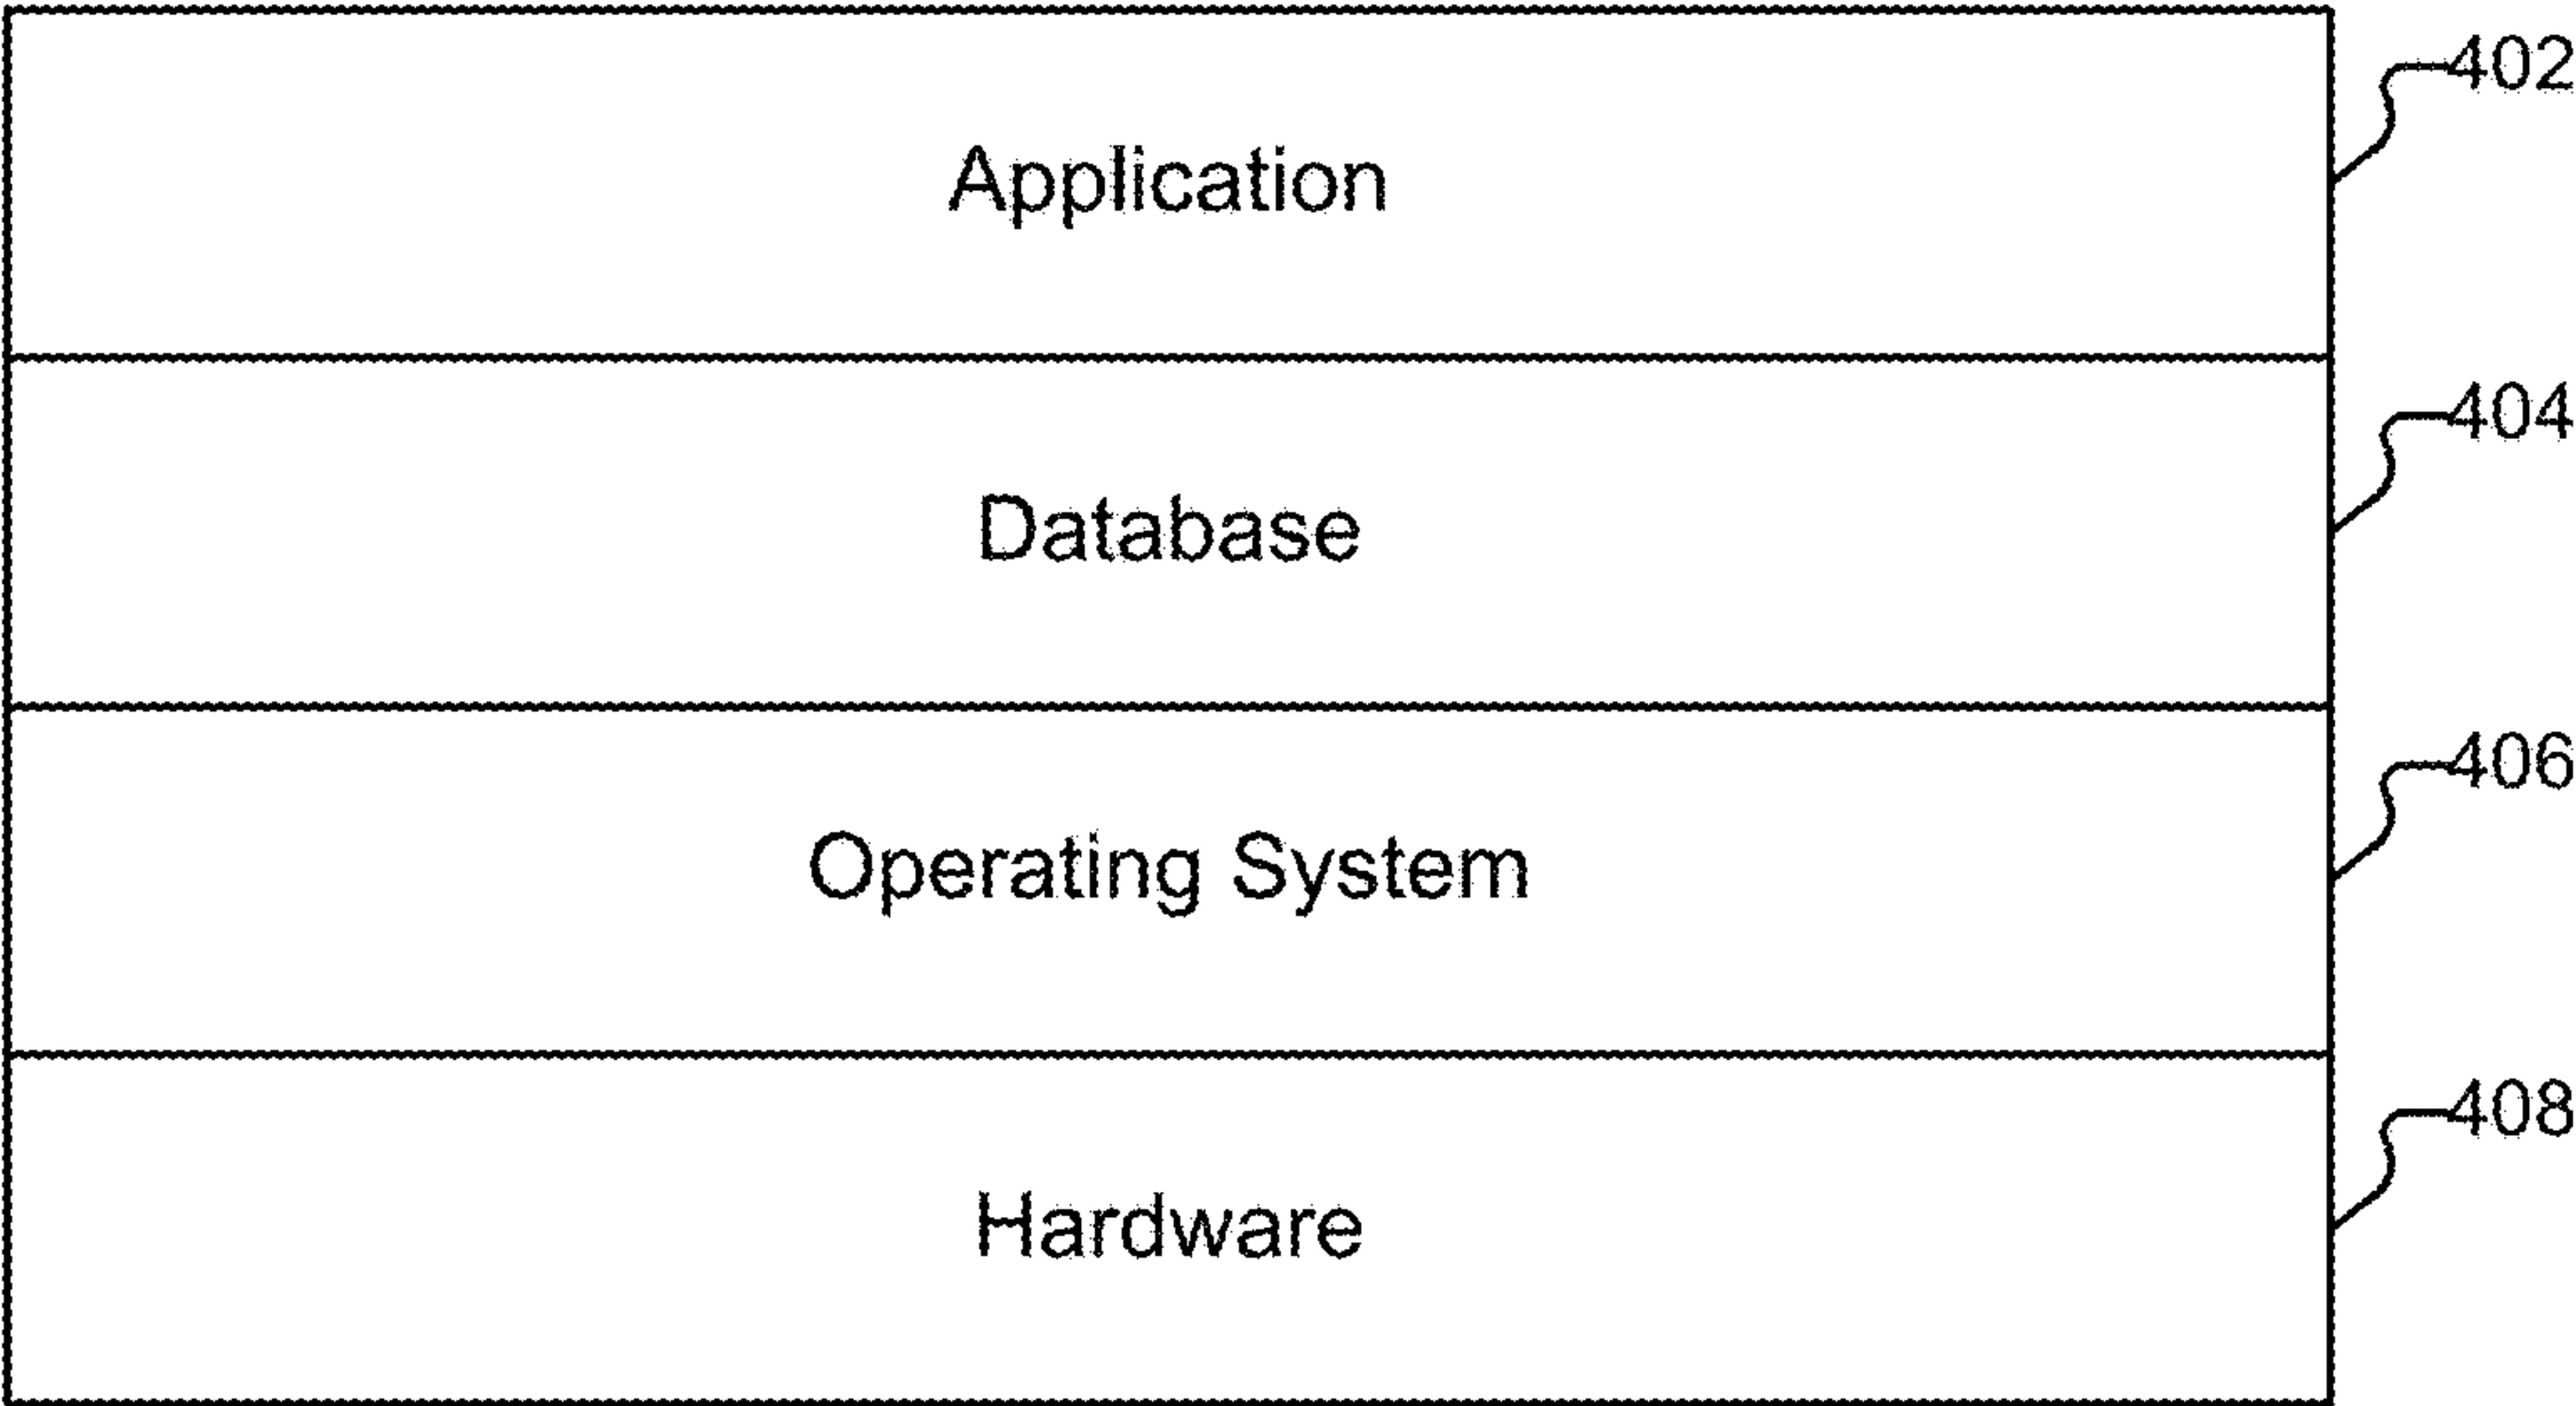 402
Application
404
Database
406
Operating System
408
Hardware